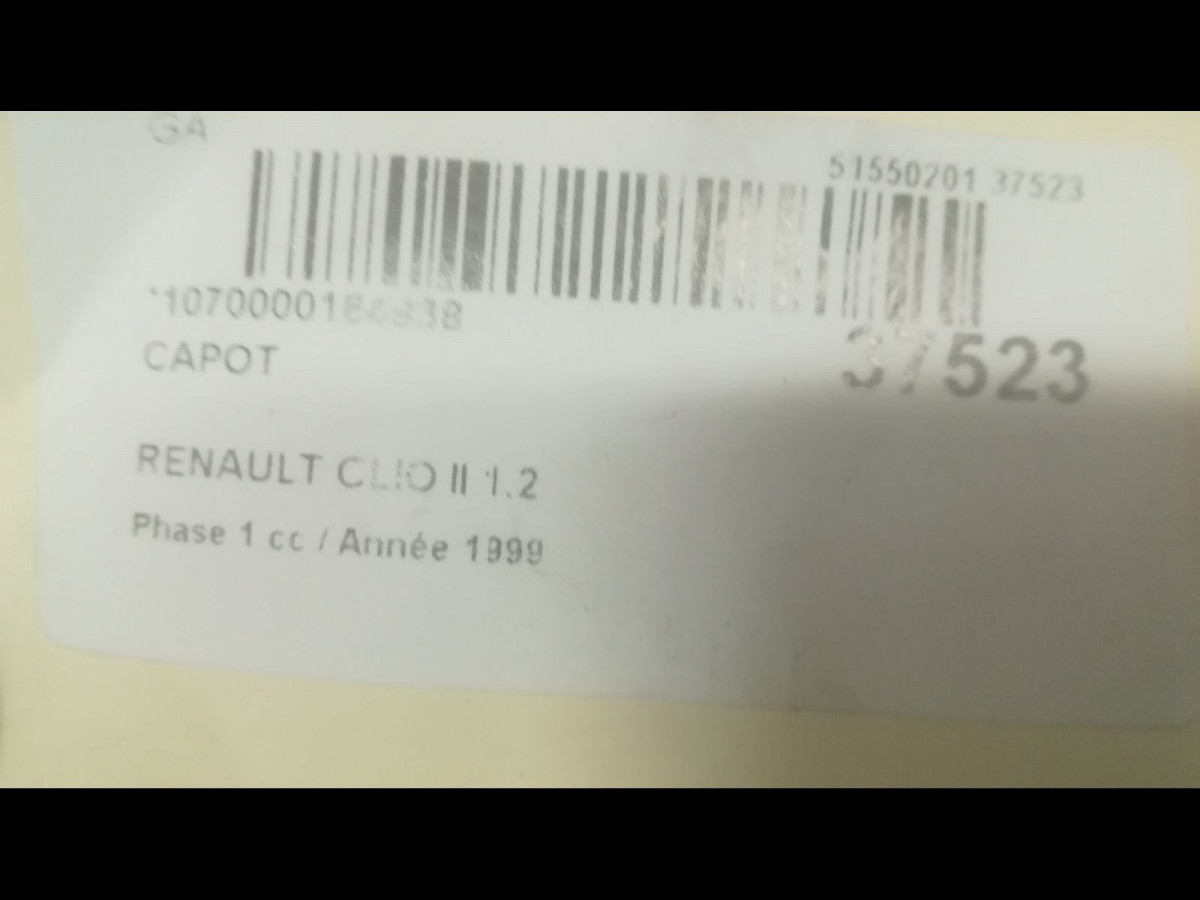 GA
51550201 37523
37523
CAPOT
RENAULT CLIO II 1.2
Phase 1 cc / Année 1999